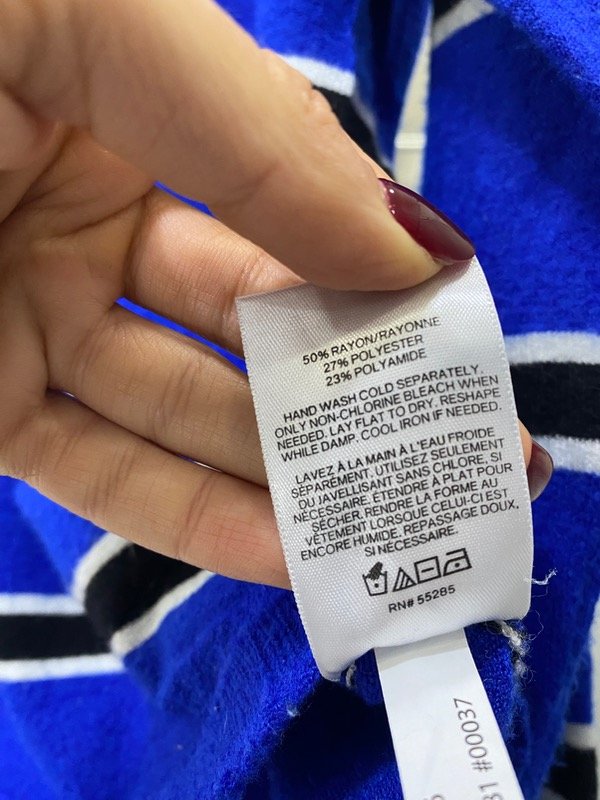 50% RAYON/RAYONNE
27% POLYESTER
23% POLYAMIDE
HAND WASH COLD SEPARATELY.
ONLY NON-CHLORINE BLEACH WHEN
NEEDED. LAY FLAT TO DRY. RESHAPE
WHILE DAMP. COOL IRON IF NEEDED.
LAVEZ À LA MAIN À L'EAU FROIDE
SÉPARÉMENT. UTILISEZ SEULEMENT
DU JAVELLISANT SANS CHLORE, SI
NÉCESSAIRE. ÉTENDRE À PLAT POUR
SÉCHER. RENDRE LA FORME AU
VÊTEMENT LORSQUE CELUI-CI EST
ENCORE HUMIDE. REPASSAGE DOUX,
SI NÉCESSAIRE.
RN# 55285
#00037